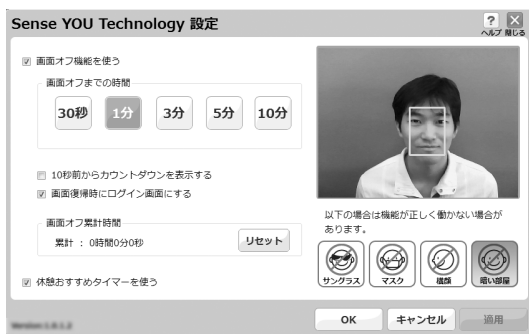 Sense YOU Technology 設定
?
ヘルプ 閉じる
画面オフ機能を使う
画面オフまでの時間
30秒 1分 3分 5分 10分
10秒前からカウントダウンを表示する
画面復帰時にログイン画面にする
画面オフ累計時間
累計 : 0時間0分0秒
リセット
休憩おすすめタイマーを使う
以下の場合は機能が正しく働かない場合が
あります。
サングラス マスク 横顔 暗い部屋
OK キャンセル 適用